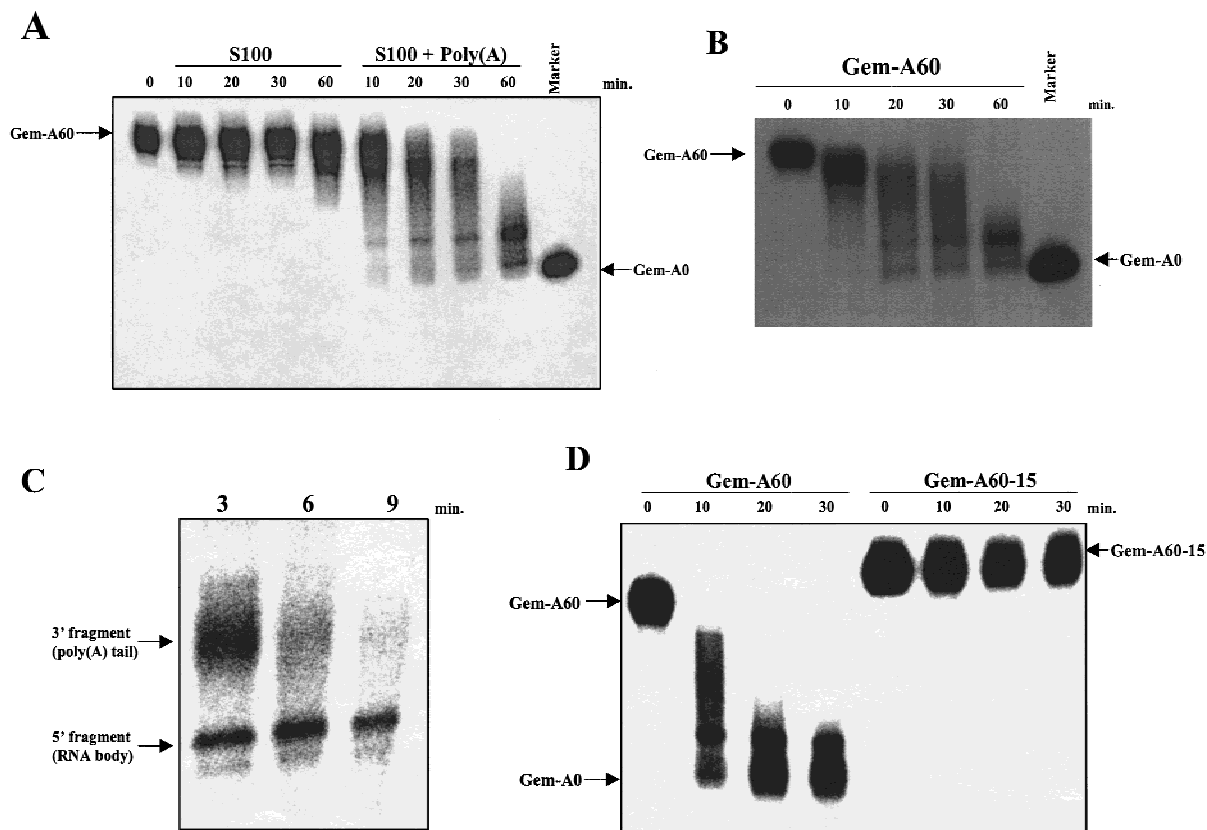 A
S100
S100 + Poly(A)
Marker
0 10 20 30 60 10 20 30 60 min.
Gem-A60
Gem-A0
B
Gem-A60
Marker
0 10 20 30 60 min.
Gem-A60
Gem-A0
C
3 6 9 min.
3' fragment
(poly(A) tail)
5' fragment
(RNA body)
D
Gem-A60 Gem-A60-15
0 10 20 30 0 10 20 30 min.
Gem-A60-15
Gem-A60
Gem-A0